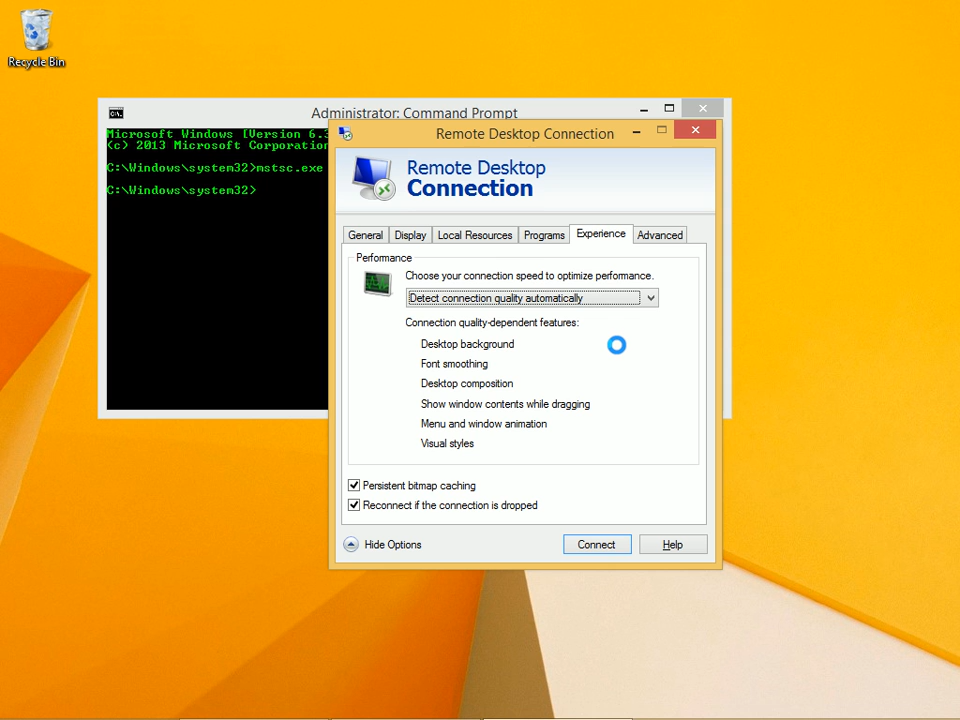 Recycle Bin
Administrator: Command Prompt
Microsoft Windows [Version 6.3
(c) 2013 Microsoft Corporation
C:\Windows\system32>mstsc.exe
C:\Windows\system32>
Remote Desktop Connection
Remote Desktop
Connection
General Display Local Resources Programs Experience Advanced
Performance
Choose your connection speed to optimize performance.
Detect connection quality automatically
Connection quality-dependent features:
Desktop background
Font smoothing
Desktop composition
Show window contents while dragging
Menu and window animation
Visual styles
Persistent bitmap caching
Reconnect if the connection is dropped
Hide Options Connect Help